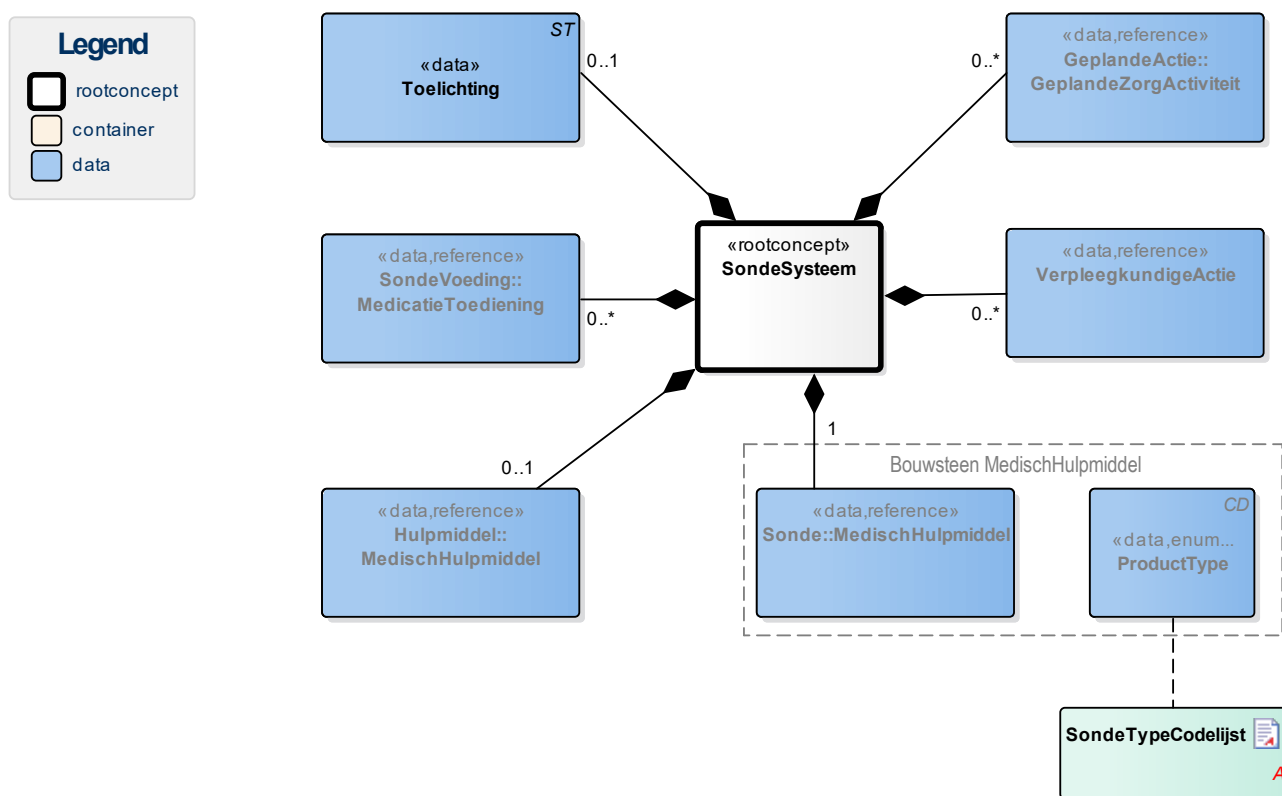 Legend
rootconcept
container
data
ST
«data»
Toelichting
0..1
«data,reference»
GeplandeActie::
GeplandeZorgActiviteit
0..*
«data,reference»
SondeVoeding::
MedicatieToediening
0..*
«rootconcept»
SondeSysteem
«data,reference»
VerpleegkundigeActie
0..*
0..1
«data,reference»
Hulpmiddel::
MedischHulpmiddel
1
Bouwsteen MedischHulpmiddel
«data,reference»
Sonde::MedischHulpmiddel
CD
«data,enum...
ProductType
SondeTypeCodelijst
A